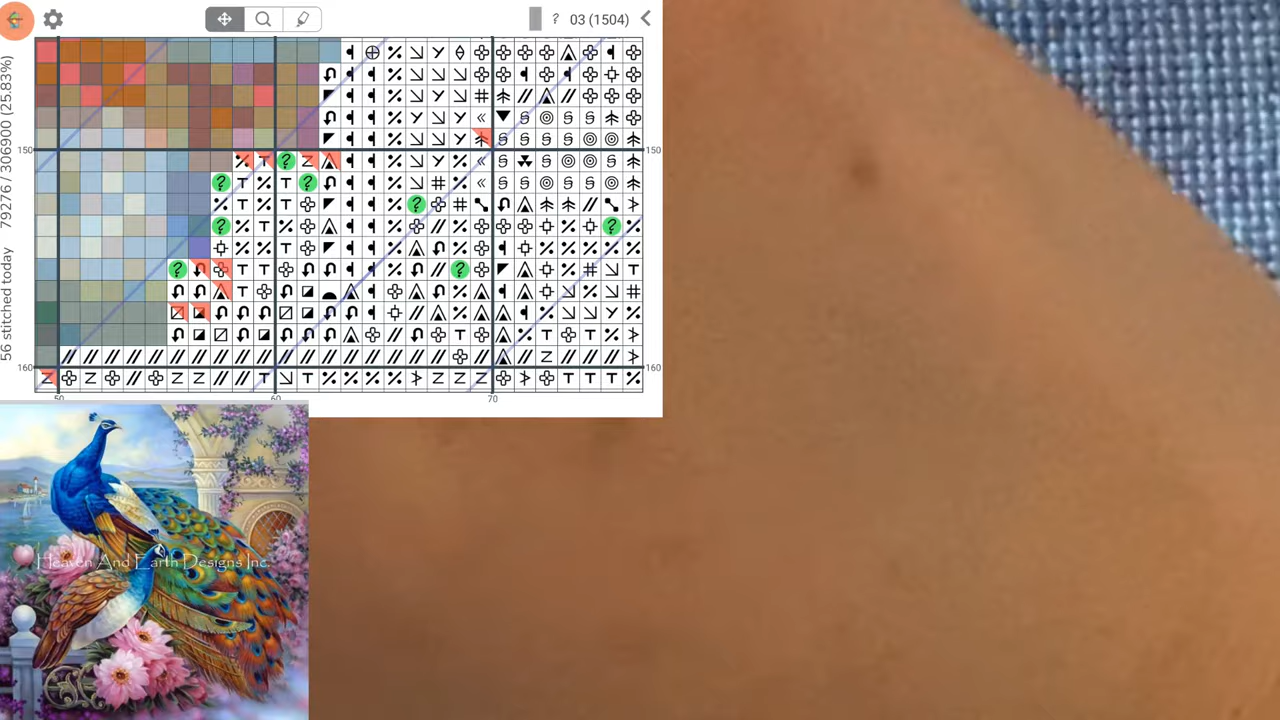 ? 03 (1504)
79276 / 306900 (25.83%)
56 stitched today
150
150
160
160
50
60
70
Heaven And Earth Designs Inc.